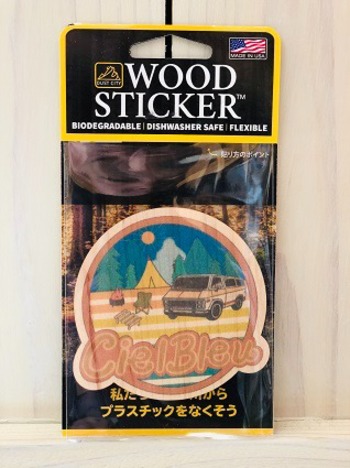 MADE IN USA
DUST CITY
WOOD
STICKER™
BIODEGRADABLE | DISHWASHER SAFE | FLEXIBLE
貼り方のポイント
CielBleu
私た
から
プラスチックをなくそう